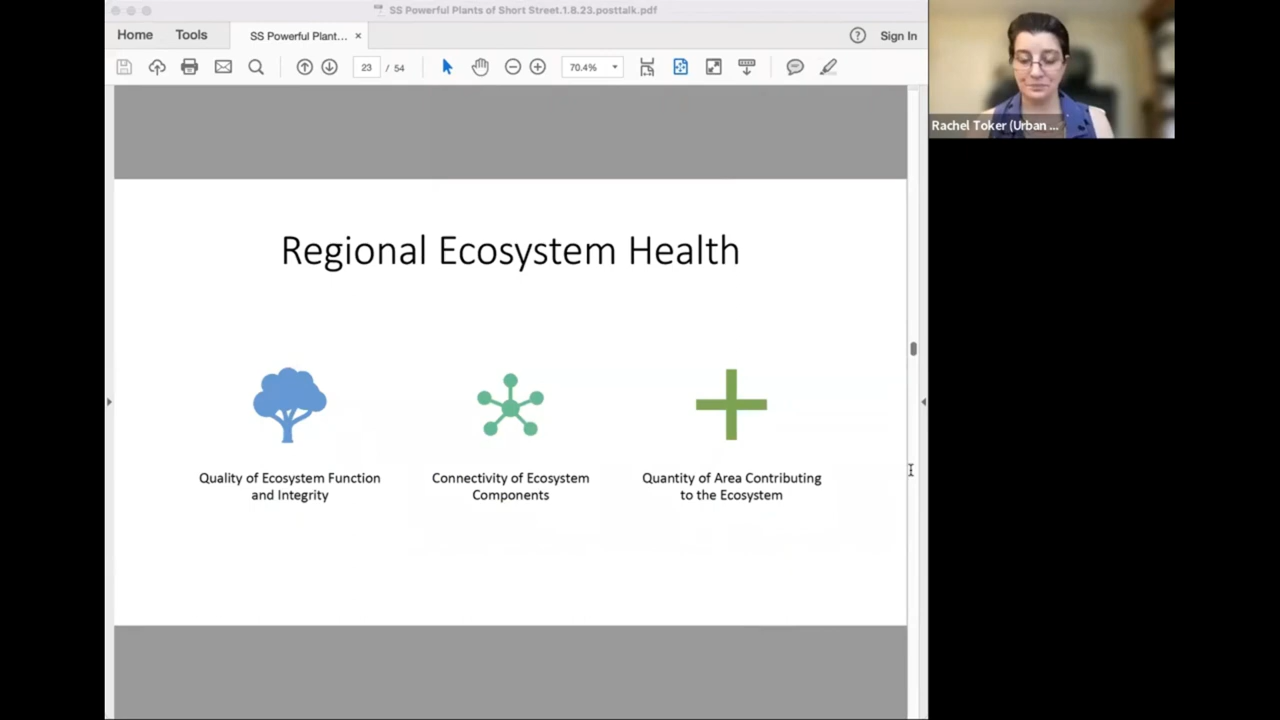 SS Powerful Plants of Short Street.1.8.23.posttalk.pdf
Home Tools SS Powerful Plant... × ? Sign In
23 / 54 70.4%
Rachel Toker (Urban ...
Regional Ecosystem Health
Quality of Ecosystem Function
and Integrity
Connectivity of Ecosystem
Components
Quantity of Area Contributing
to the Ecosystem